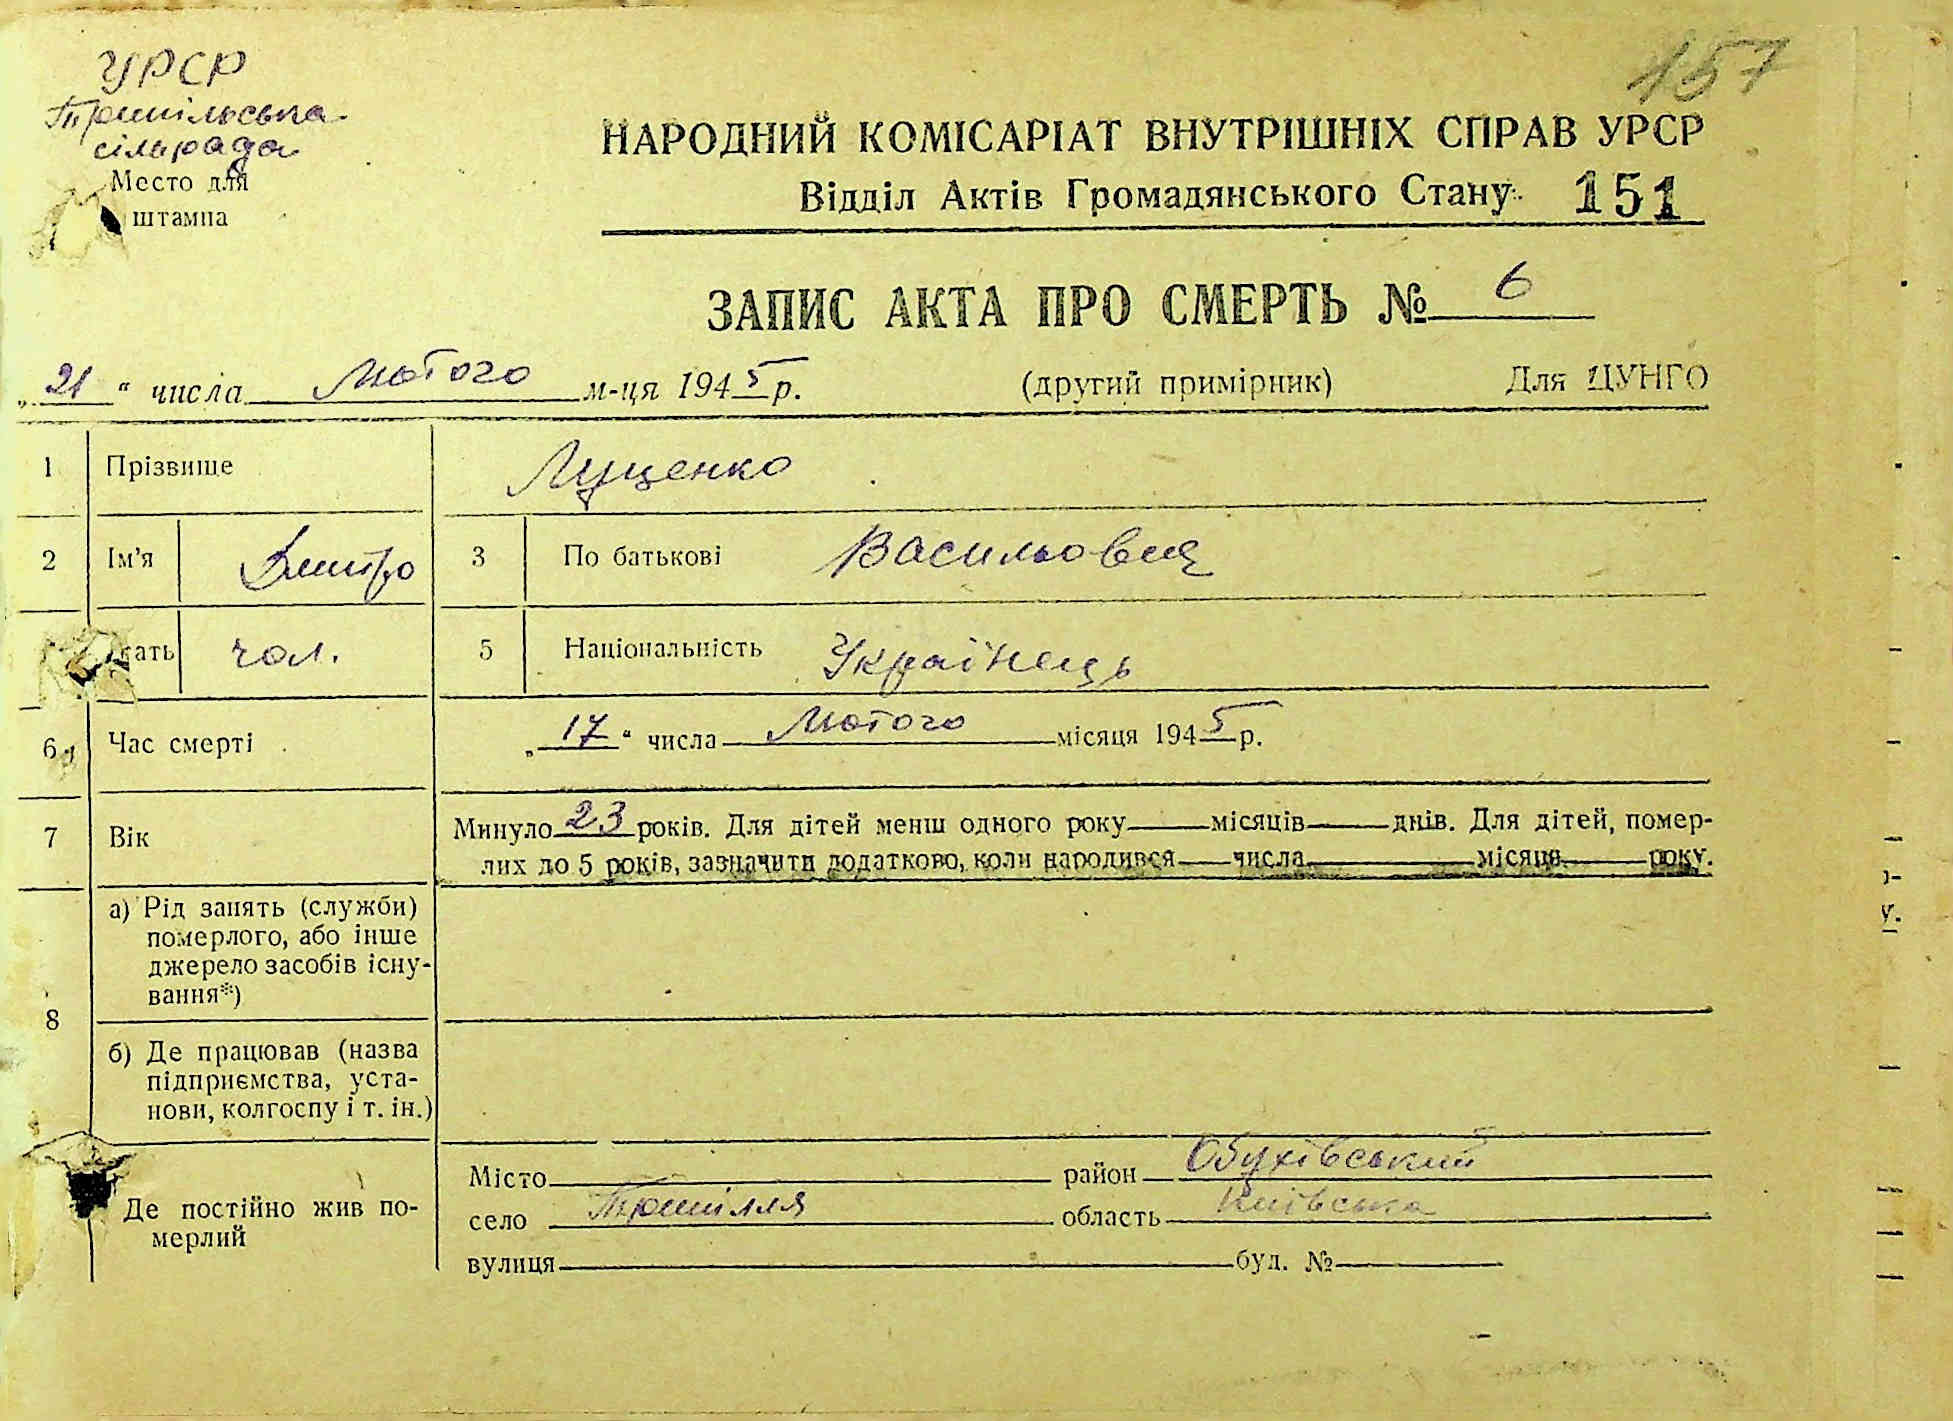 УРСР
Трипільська
сільрада
Место для
штампа
157
НАРОДНИЙ КОМІСАРІАТ ВНУТРІШНІХ СПРАВ УРСР
Відділ Актів Громадянського Стану 151
ЗАПИС АКТА ПРО СМЕРТЬ № 6
„21“ числа Лютого м-ця 1945 р. (другий примірник) Для ЦУНГО
1 Прізвище Луценко
2 Ім'я Дмитро 3 По батькові Васильович
ать чол. 5 Національність Українець
6 Час смерті „17“ числа Лютого місяця 1945 р.
7 Вік Минуло 23 років. Для дітей менш одного року — місяців — днів. Для дітей, помер-
лих до 5 років, зазначити додатково, коли народився — числа — місяця — року.
8 а) Рід занять (служби)
померлого, або інше
джерело засобів існу-
вання*)
б) Де працював (назва
підприємства, уста-
нови, колгоспу і т. ін.)
Де постійно жив по-
мерлий
Місто район Обухівський
село Трипілля область Київська
вулиця буд. №